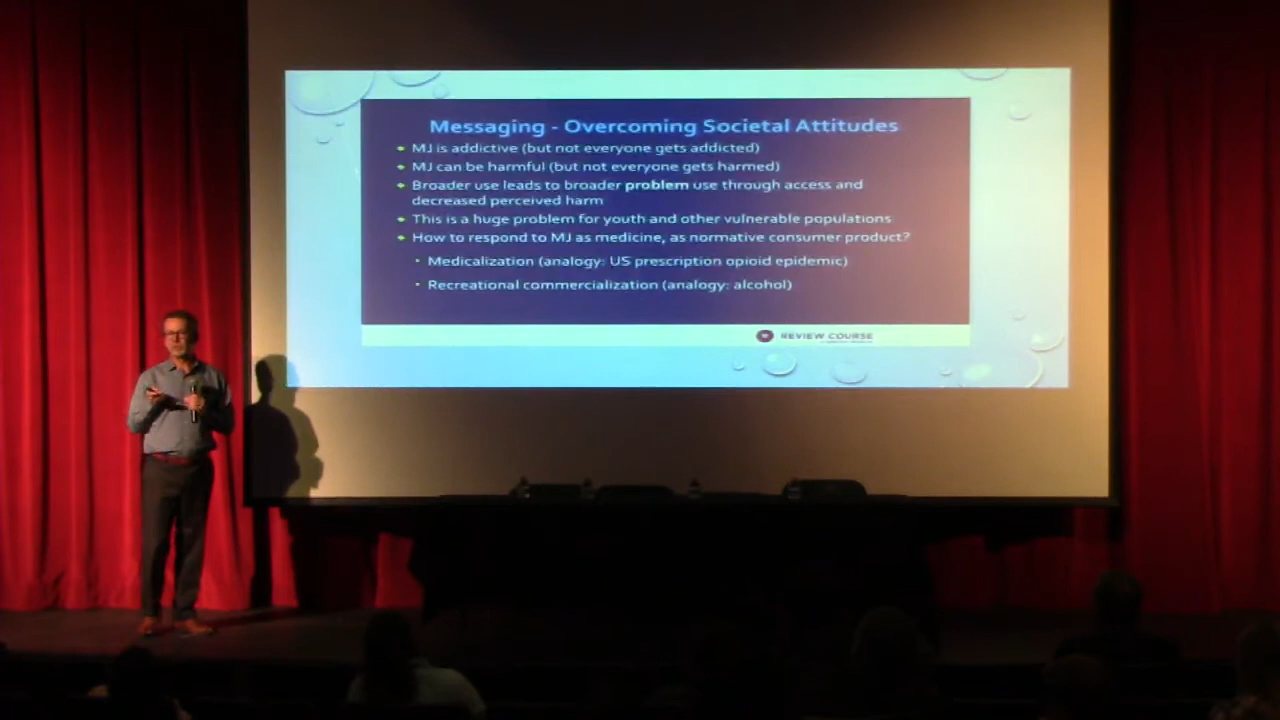 Messaging - Overcoming Societal Attitudes
MJ is addictive (but not everyone gets addicted)
MJ can be harmful (but not everyone gets harmed)
Broader use leads to broader problem use through access and
decreased perceived harm
This is a huge problem for youth and other vulnerable populations
How to respond to MJ as medicine, as normative consumer product?
Medicalization (analogy: US prescription opioid epidemic)
Recreational commercialization (analogy: alcohol)
REVIEW COURSE